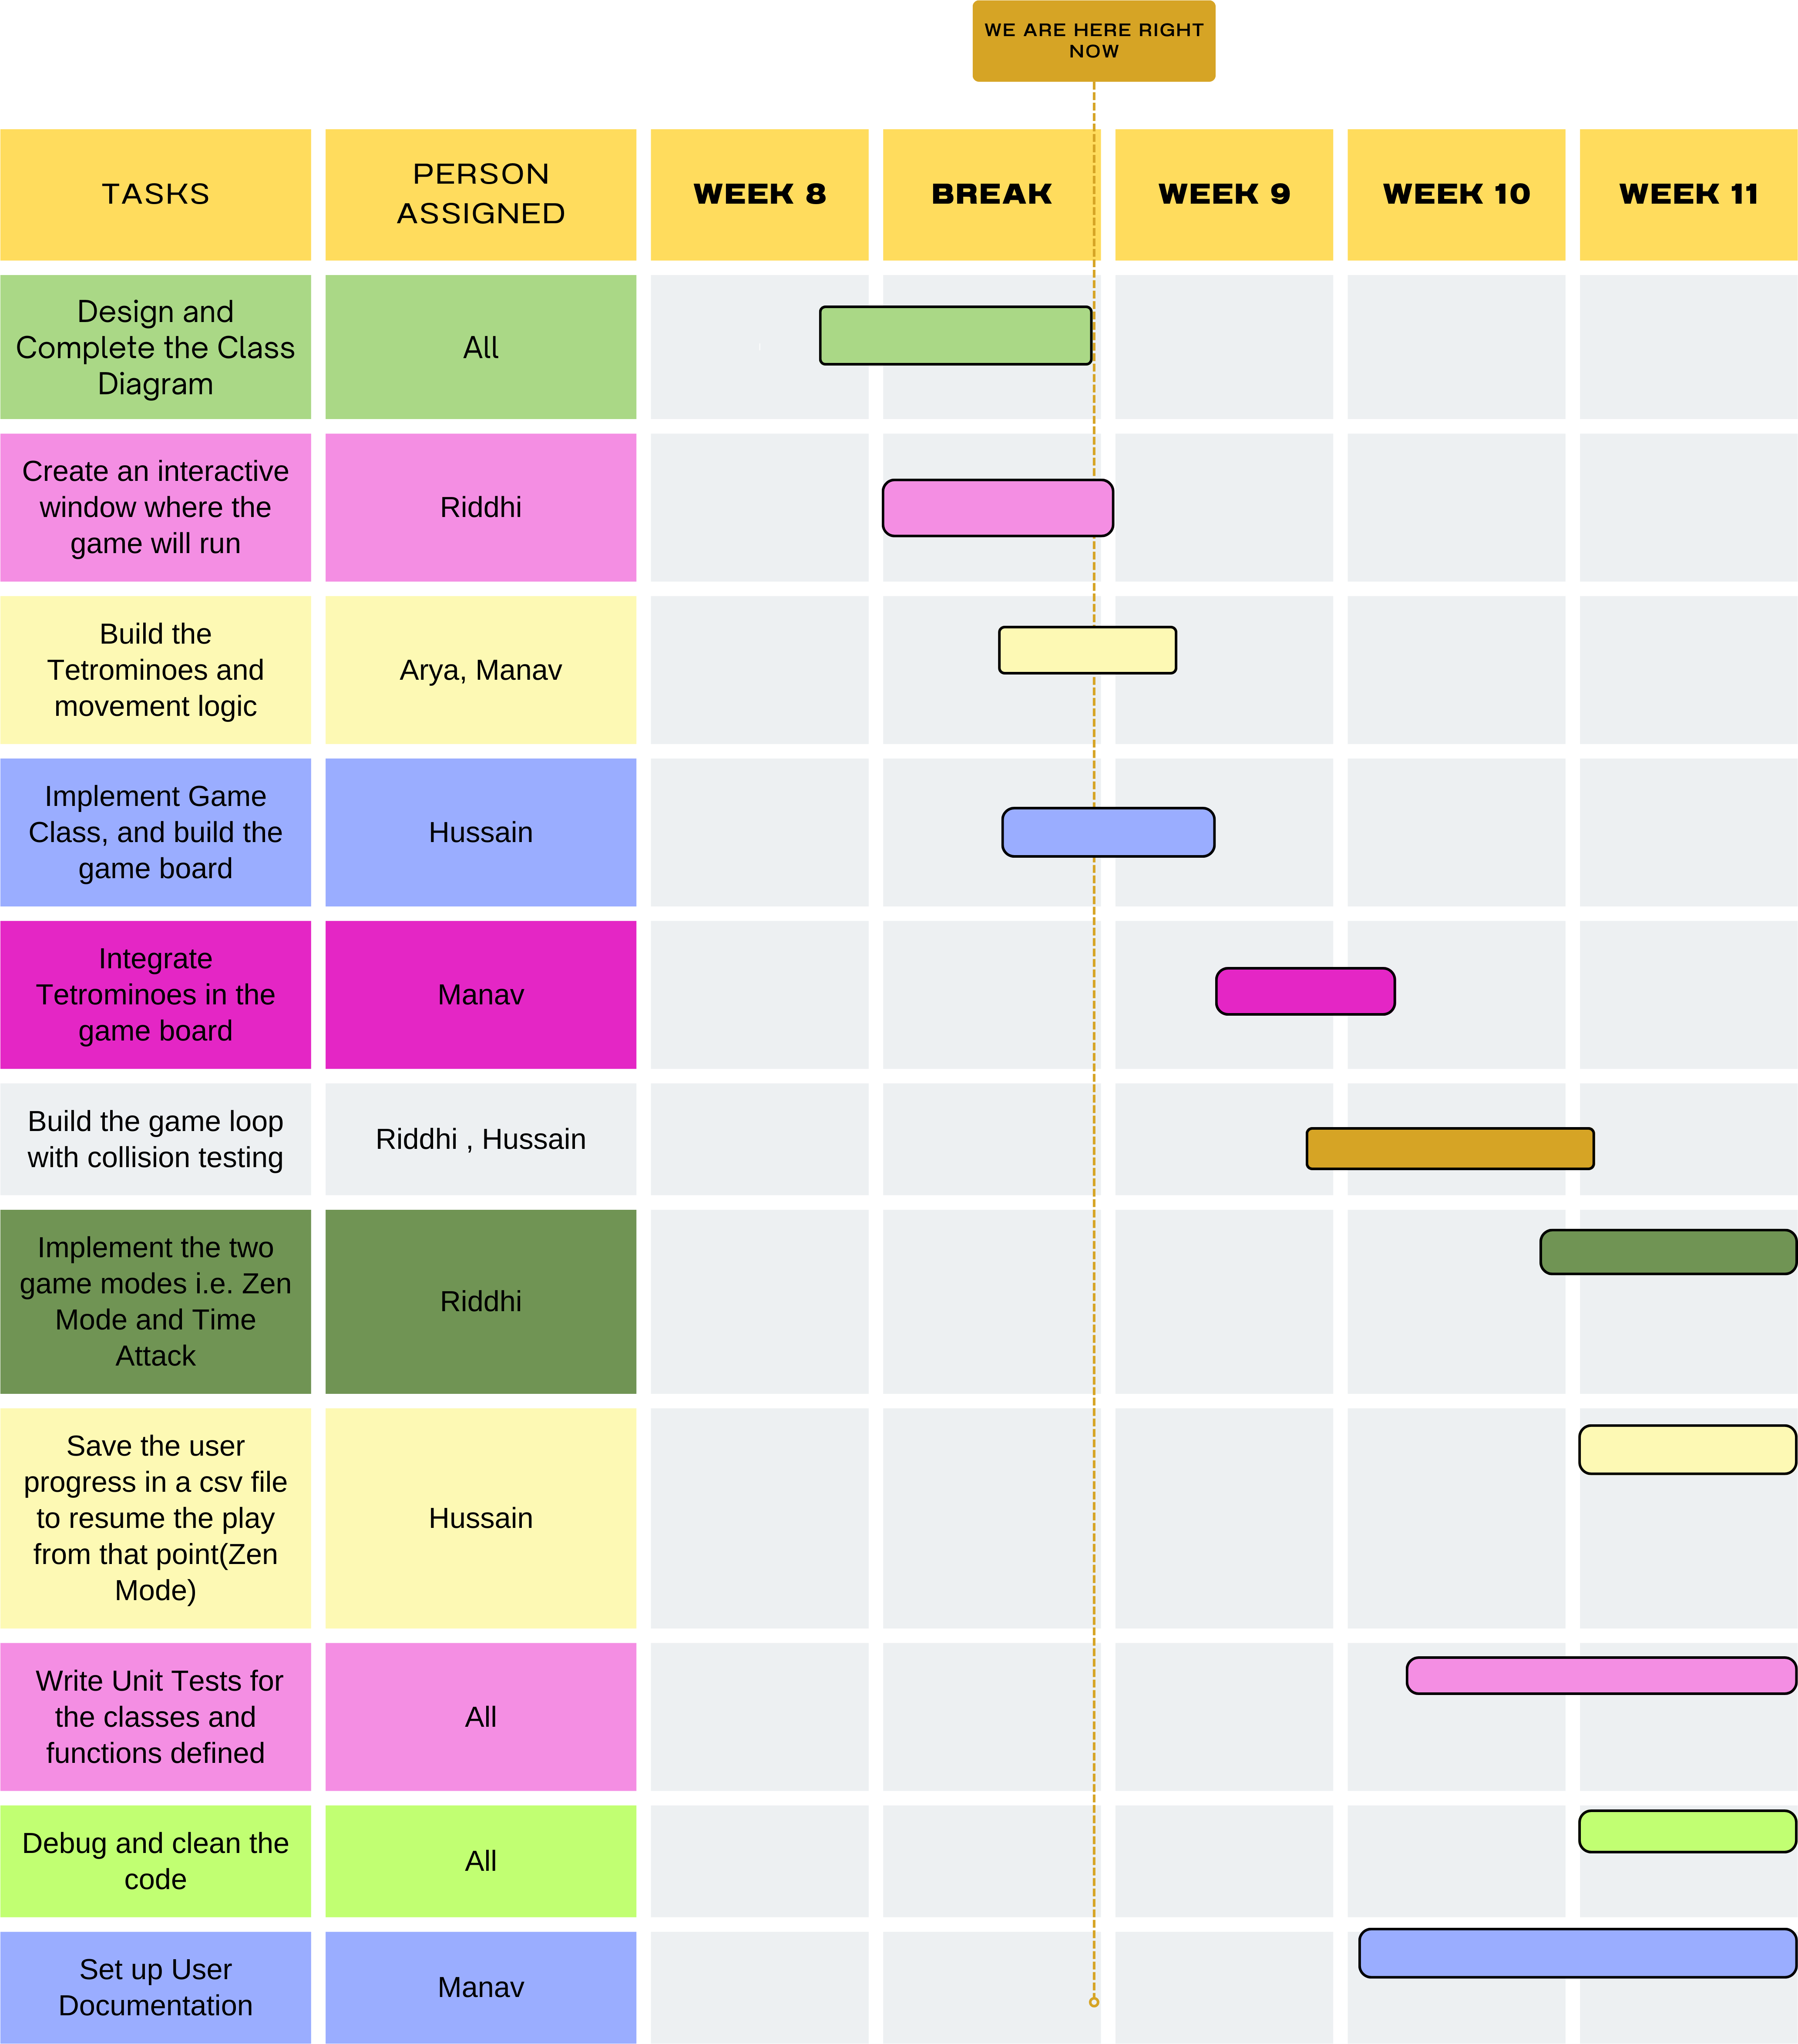 WE ARE HERE RIGHT
NOW
TASKS
PERSON
ASSIGNED
WEEK 8
BREAK
WEEK 9
WEEK 10
WEEK 11
Design and
Complete the Class
Diagram
All
Create an interactive
window where the
game will run
Riddhi
Build the
Tetrominoes and
movement logic
Arya, Manav
Implement Game
Class, and build the
game board
Hussain
Integrate
Tetrominoes in the
game board
Manav
Build the game loop
with collision testing
Riddhi , Hussain
Implement the two
game modes i.e. Zen
Mode and Time
Attack
Riddhi
Save the user
progress in a csv file
to resume the play
from that point(Zen
Mode)
Hussain
Write Unit Tests for
the classes and
functions defined
All
Debug and clean the
code
All
Set up User
Documentation
Manav